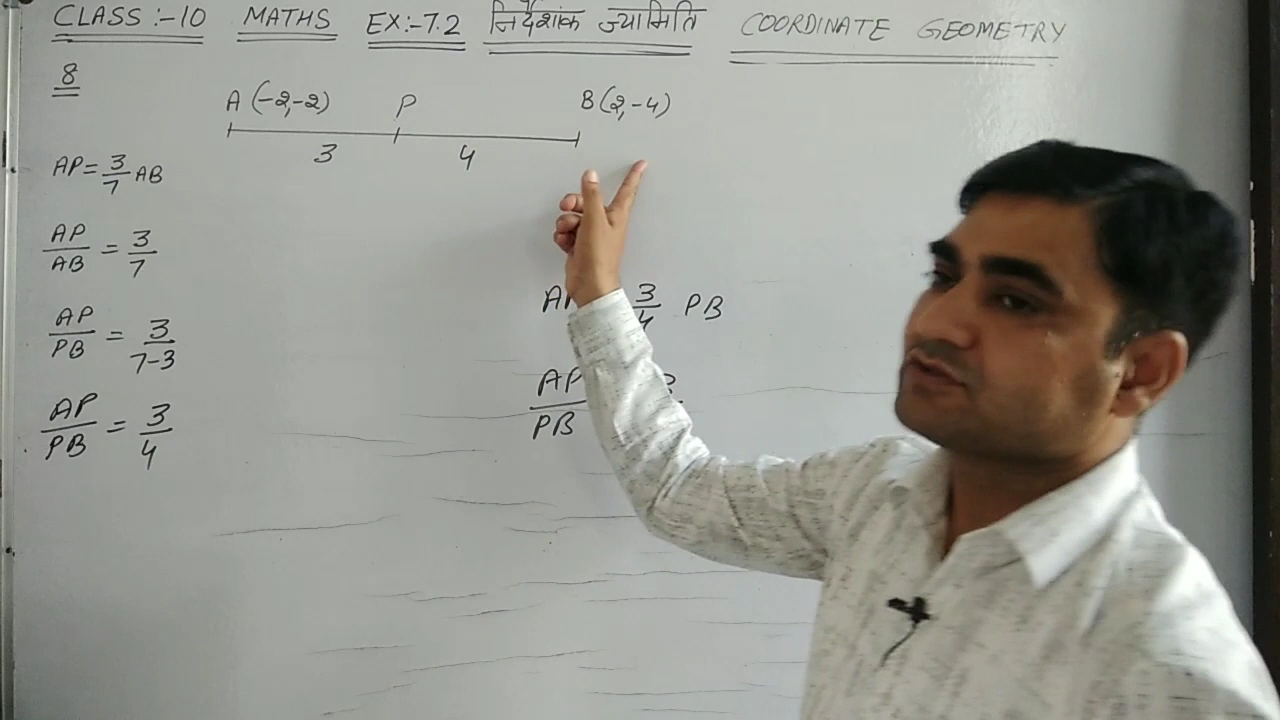 CLASS :-10 MATHS EX:-7.2 निर्देशांक ज्यामिति COORDINATE GEOMETRY
8
A (-2,-2) P B (2,-4)
3 4
AP = 3/7 AB
AP/AB = 3/7
AP/PB = 3/7-3
AP/PB = 3/4
3/4 PB
AP/PB